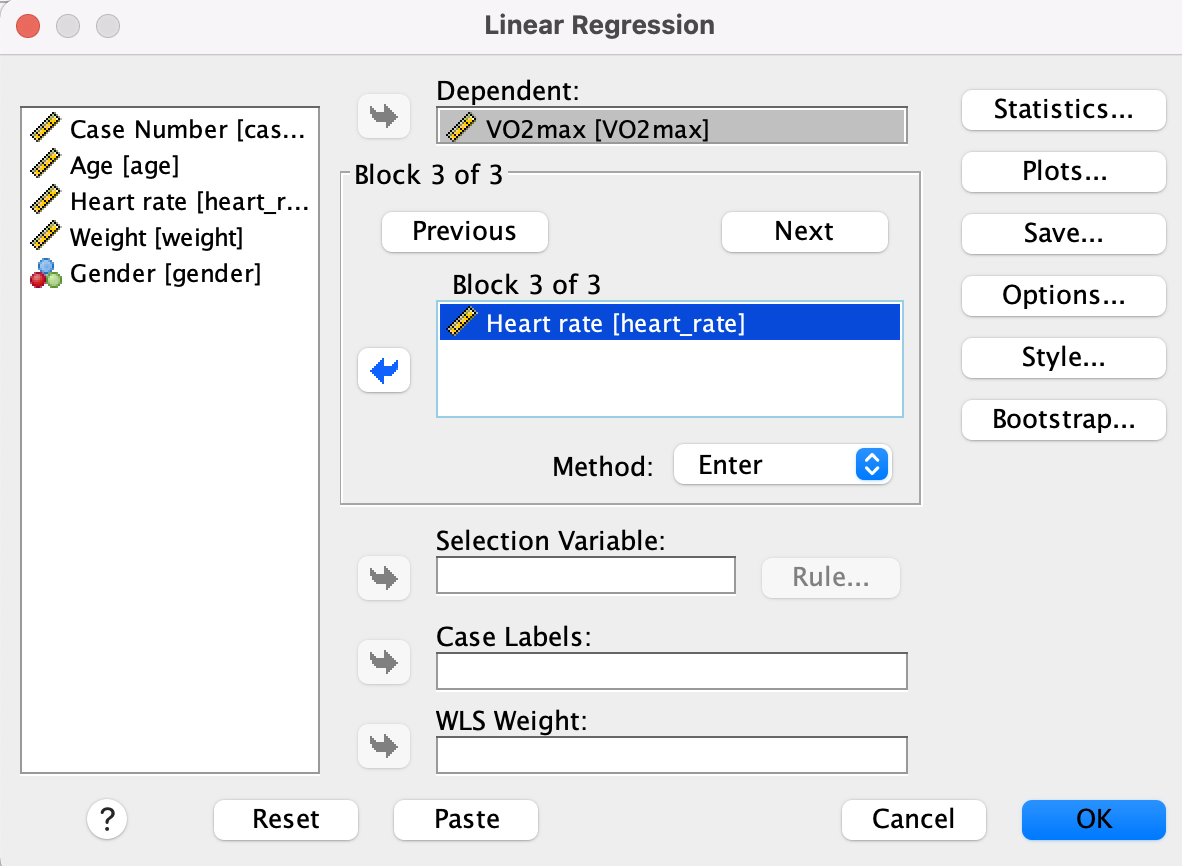 Linear Regression
Case Number [cas...
Age [age]
Heart rate [heart_r...
Weight [weight]
Gender [gender]
Dependent:
VO2max [VO2max]
Block 3 of 3
Previous
Next
Block 3 of 3
Heart rate [heart_rate]
Method:
Enter
Selection Variable:
Rule...
Case Labels:
WLS Weight:
Statistics...
Plots...
Save...
Options...
Style...
Bootstrap...
?
Reset
Paste
Cancel
OK